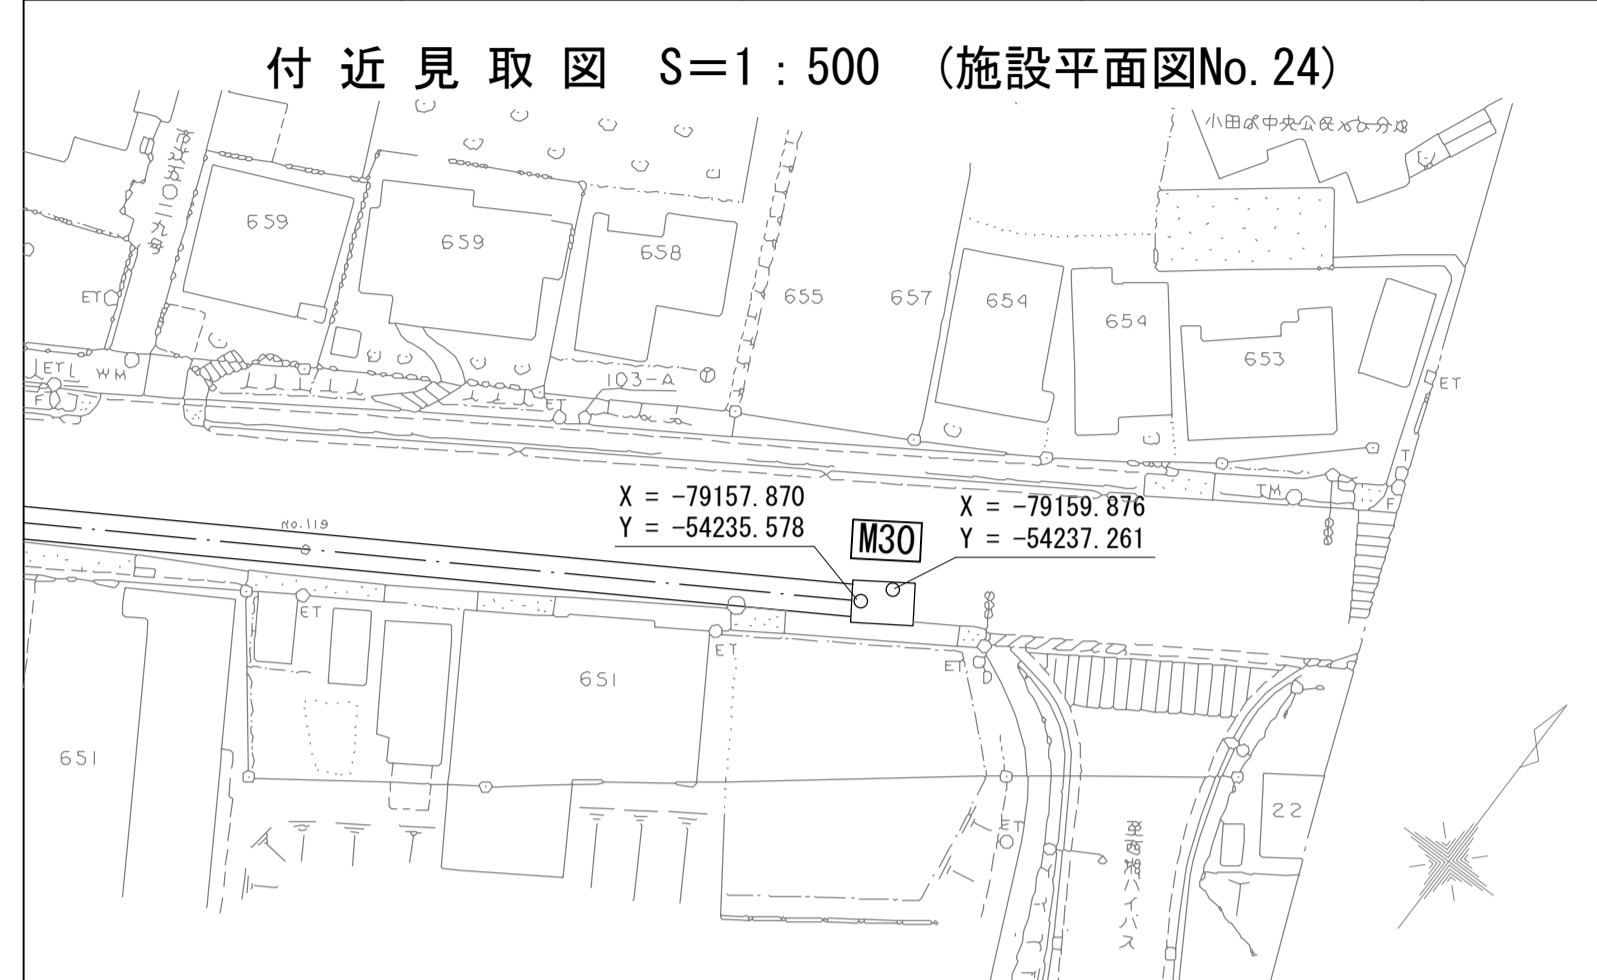 付近見取図 S=1:500 (施設平面図No.24)
659
659
658
655
657
654
654
653
ET
ET
WM
F
103-A
ET
ET
T
TM
F
X = -79157.870
Y = -54235.578
M30
X = -79159.876
Y = -54237.261
No.119
ET
ET
ET
651
651
ET
22
至西湘バイパス